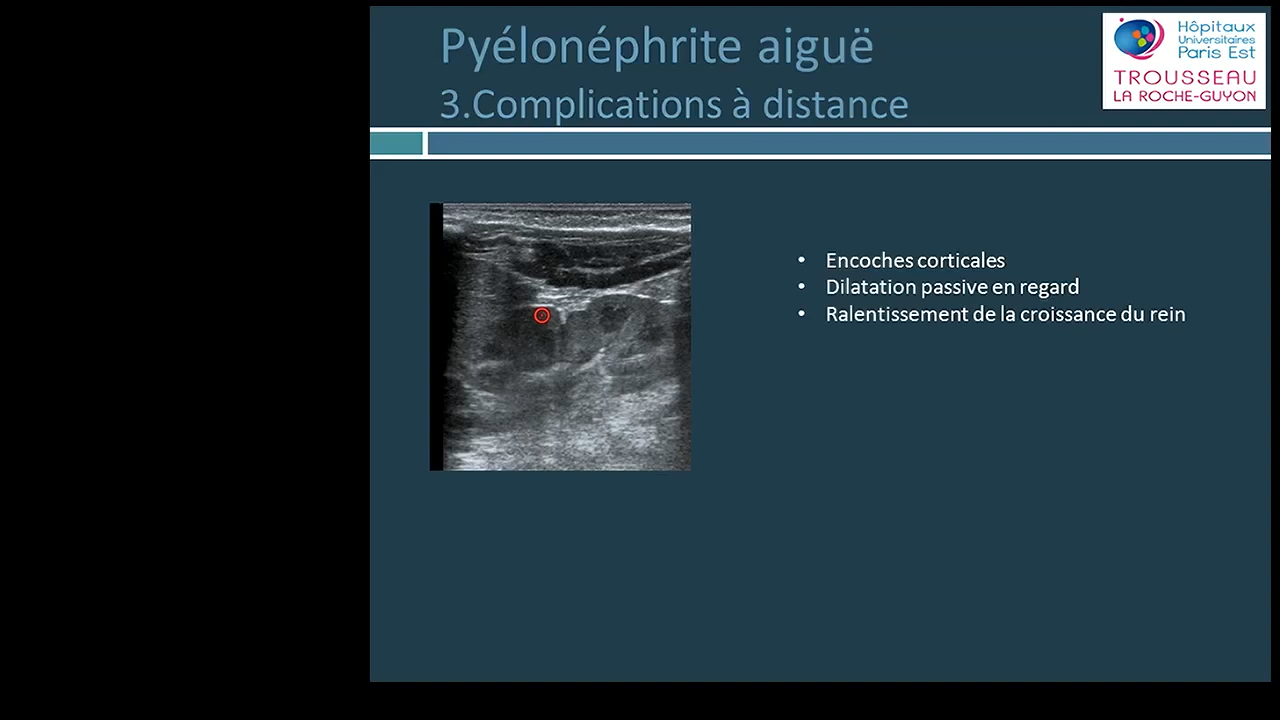 Pyélonéphrite aiguë
3.Complications à distance
Hôpitaux
Universitaires
Paris Est
TROUSSEAU
LA ROCHE-GUYON
• Encoches corticales
• Dilatation passive en regard
• Ralentissement de la croissance du rein